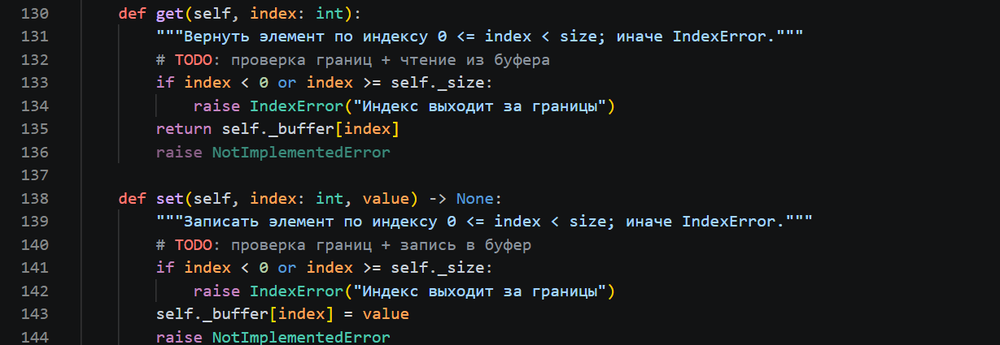 130 def get(self, index: int):
131 """Вернуть элемент по индексу 0 <= index < size; иначе IndexError."""
132 # TODO: проверка границ + чтение из буфера
133 if index < 0 or index >= self._size:
134 raise IndexError("Индекс выходит за границы")
135 return self._buffer[index]
136 raise NotImplementedError
137
138 def set(self, index: int, value) -> None:
139 """Записать элемент по индексу 0 <= index < size; иначе IndexError."""
140 # TODO: проверка границ + запись в буфер
141 if index < 0 or index >= self._size:
142 raise IndexError("Индекс выходит за границы")
143 self._buffer[index] = value
144 raise NotImplementedError